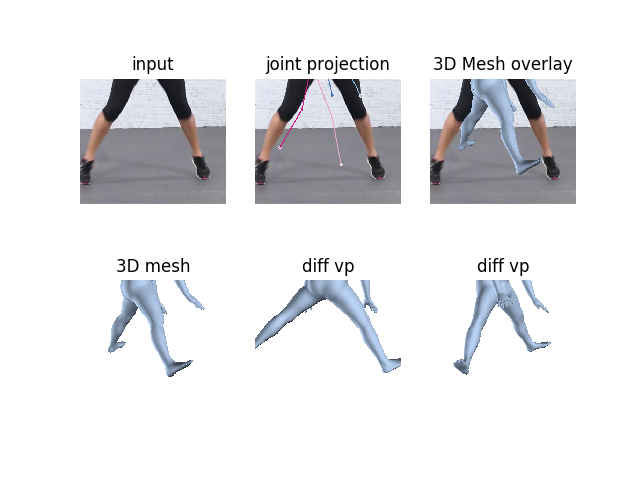 input
joint projection
3D Mesh overlay
3D mesh
diff vp
diff vp